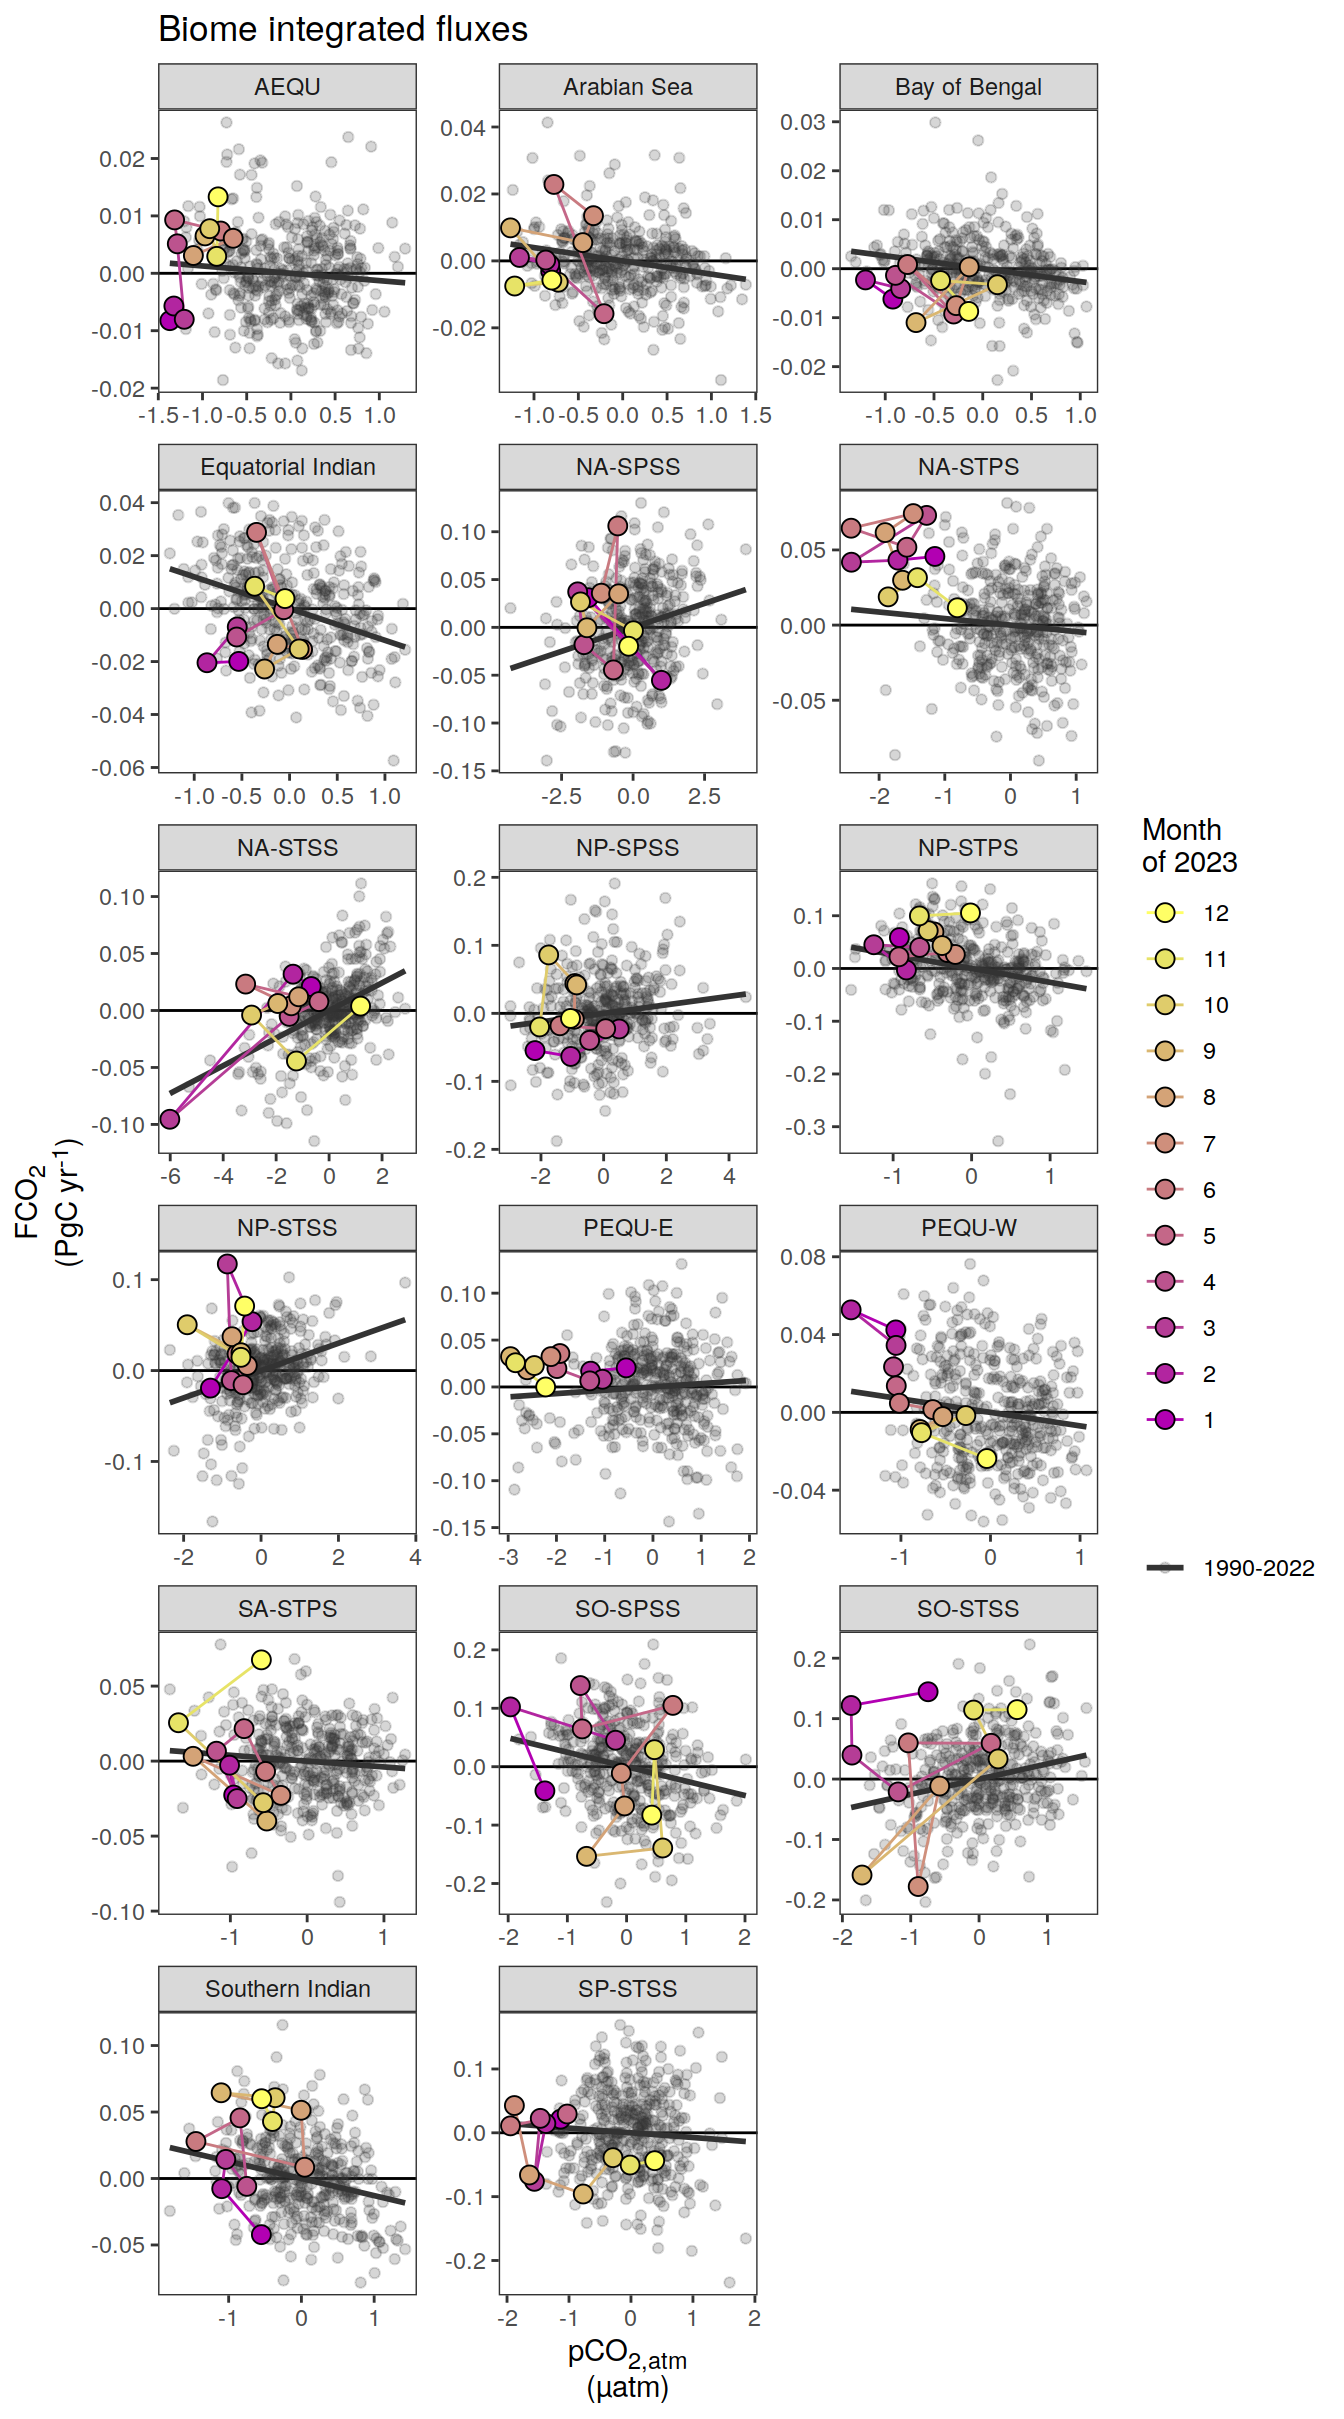 Biome integrated fluxes
AEQU
Arabian Sea
Bay of Bengal
0.02
0.01
0.00
-0.01
-0.02
0.04
0.02
0.00
-0.02
0.03
0.02
0.01
0.00
-0.01
-0.02
-1.5 -1.0 -0.5 0.0 0.5 1.0
-1.0 -0.5 0.0 0.5 1.0 1.5
-1.0 -0.5 0.0 0.5 1.0
Equatorial Indian
NA-SPSS
NA-STPS
0.04
0.02
0.00
-0.02
-0.04
-0.06
0.10
0.05
0.00
-0.05
-0.10
-0.15
0.05
0.00
-0.05
-1.0 -0.5 0.0 0.5 1.0
-2.5 0.0 2.5
-2 -1 0 1
NA-STSS
NP-SPSS
NP-STPS
0.10
0.05
0.00
-0.05
-0.10
0.2
0.1
0.0
-0.1
-0.2
0.1
0.0
-0.1
-0.2
-0.3
-6 -4 -2 0 2
-2 0 2 4
-1 0 1
NP-STSS
PEQU-E
PEQU-W
0.1
0.0
-0.1
0.10
0.05
0.00
-0.05
-0.10
-0.15
0.08
0.04
0.00
-0.04
-2 0 2 4
-3 -2 -1 0 1 2
-1 0 1
SA-STPS
SO-SPSS
SO-STSS
0.05
0.00
-0.05
-0.10
0.2
0.1
0.0
-0.1
-0.2
0.2
0.1
0.0
-0.1
-0.2
-1 0 1
-2 -1 0 1 2
-2 -1 0 1
Southern Indian
SP-STSS
0.10
0.05
0.00
-0.05
0.1
0.0
-0.1
-0.2
-1 0 1
-2 -1 0 1 2
FCO₂
(PgC yr⁻¹)
pCO₂,atm
(µatm)
Month
of 2023
12
11
10
9
8
7
6
5
4
3
2
1
1990-2022